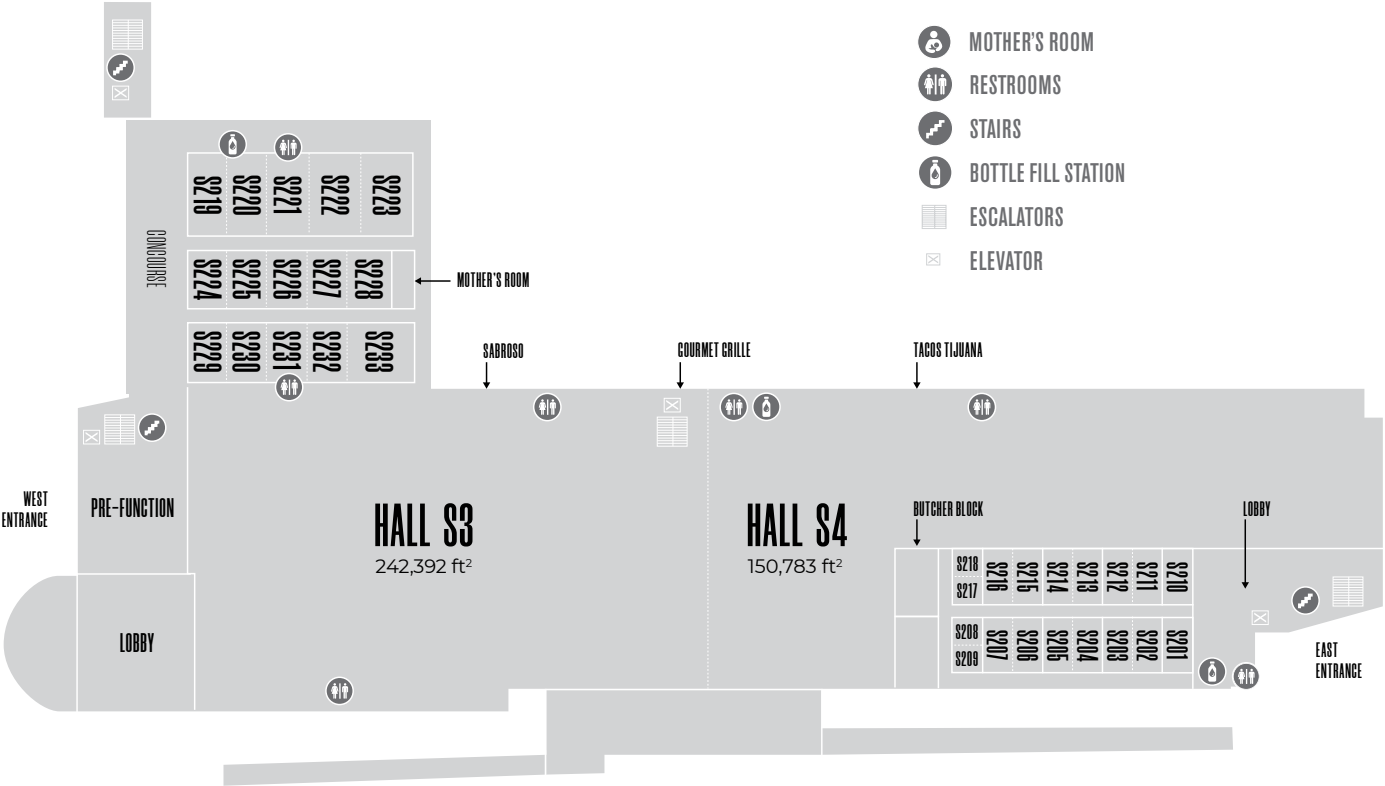 MOTHER'S ROOM
RESTROOMS
STAIRS
BOTTLE FILL STATION
ESCALATORS
ELEVATOR
S219
S220
S221
S222
S223
CONCOURSE
S224
S225
S226
S227
S228
MOTHER'S ROOM
S229
S230
S231
S232
S233
SABROSO
GOURMET GRILLE
TACOS TIJUANA
WEST
ENTRANCE
PRE-FUNCTION
HALL S3
242,392 ft²
HALL S4
150,783 ft²
BUTCHER BLOCK
LOBBY
S218
S217
S216
S215
S214
S213
S212
S211
S210
S208
S209
S207
S206
S205
S204
S203
S202
S201
LOBBY
EAST
ENTRANCE